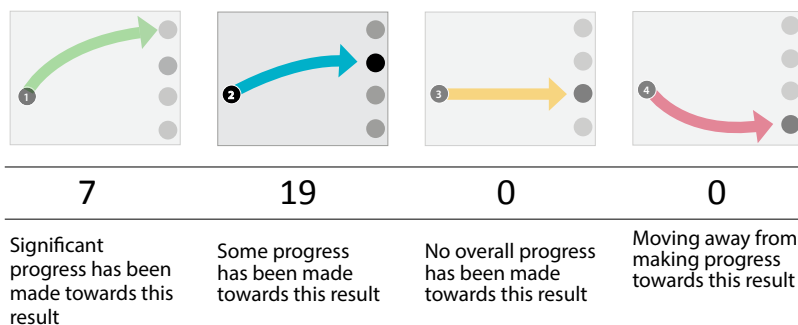 1
2
3
4
7
19
0
0
Significant
progress has been
made towards this
result
Some progress
has been made
towards this result
No overall progress
has been made
towards this result
Moving away from
making progress
towards this result